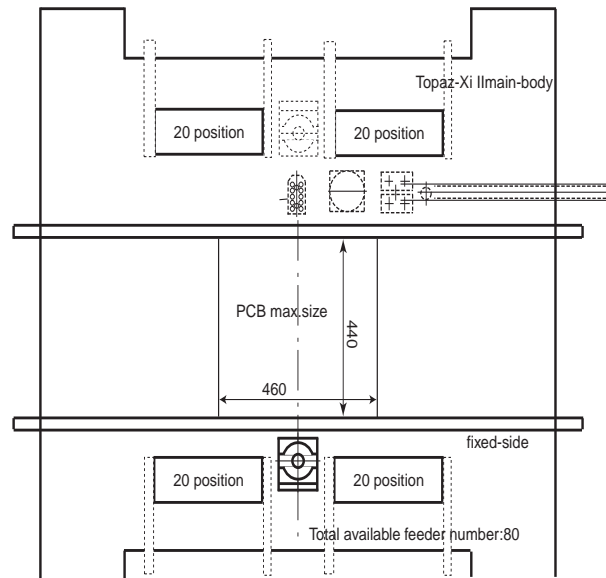 Topaz-Xi IImain-body
20 position
20 position
PCB max.size
440
460
fixed-side
20 position
20 position
Total available feeder number:80